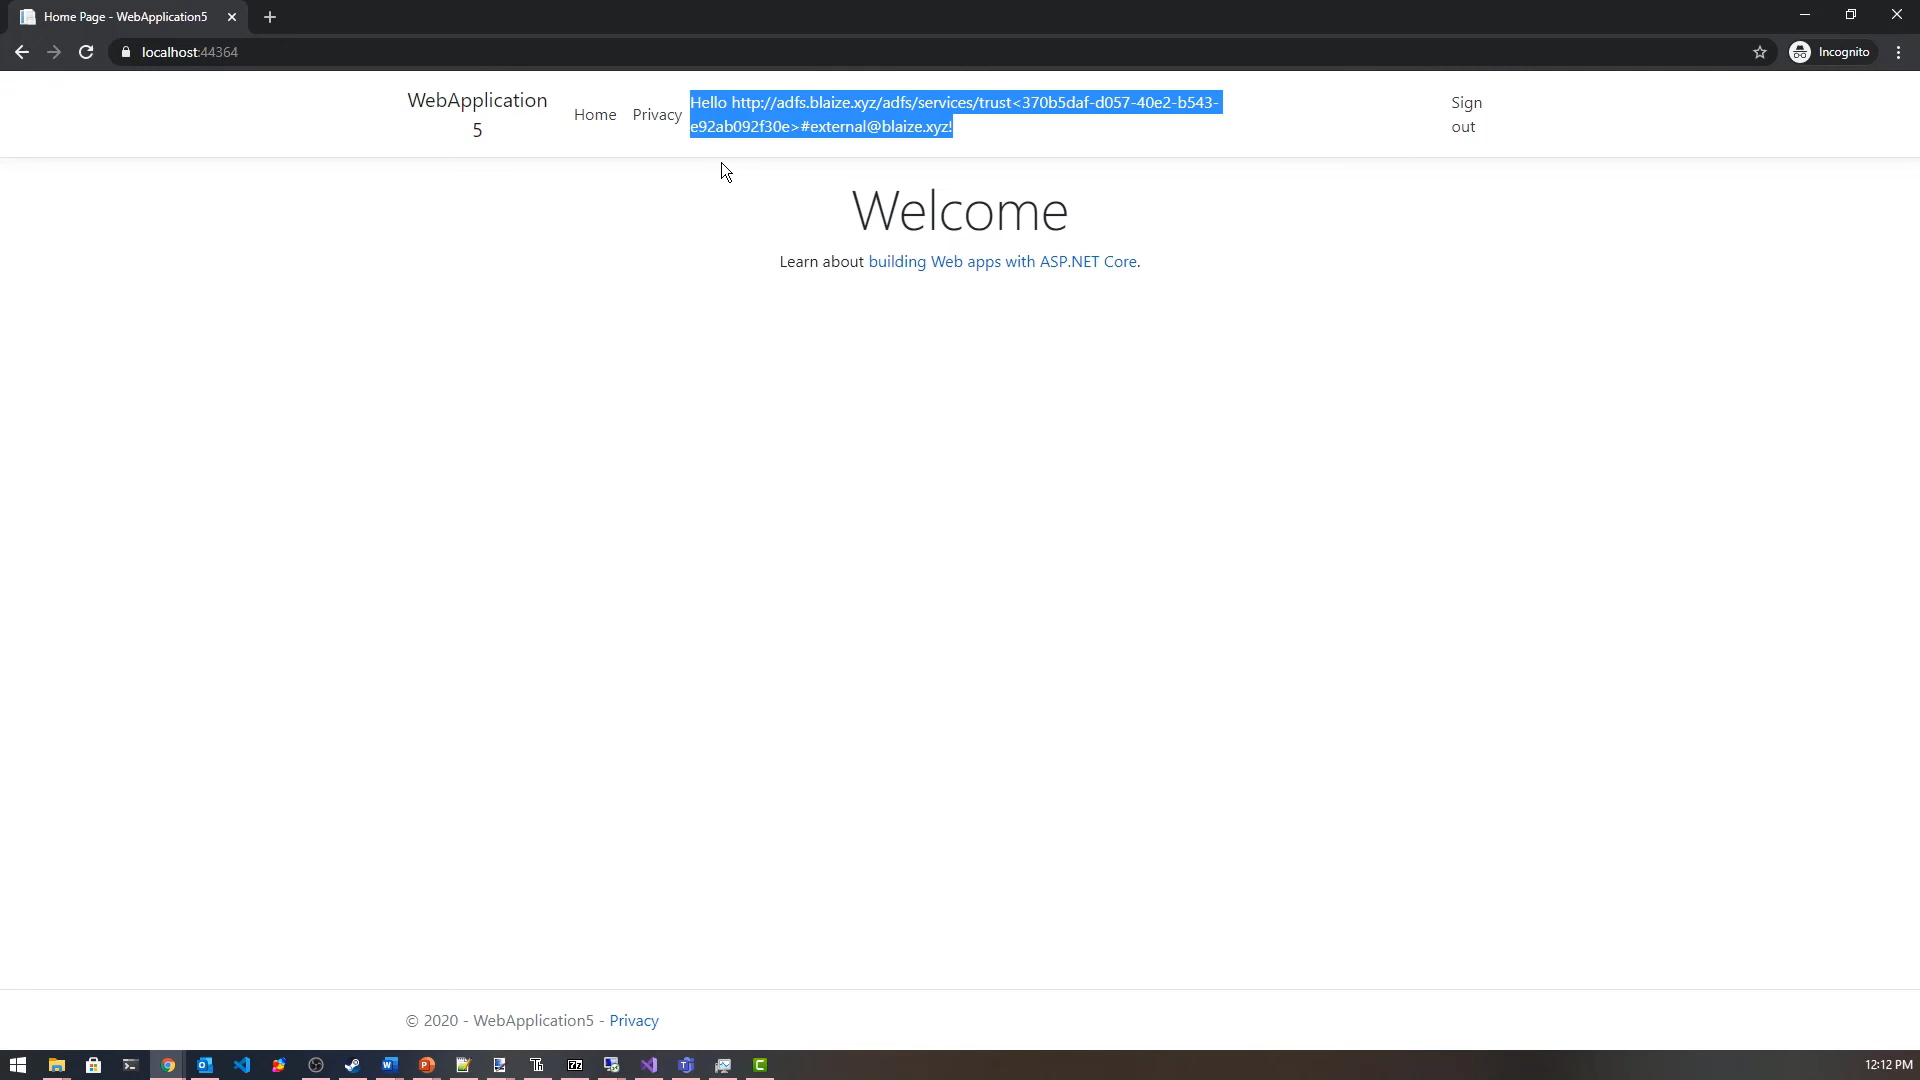 Home Page - WebApplication5
localhost:44364
Incognito
WebApplication
5
Home
Privacy
Hello http://adfs.blaize.xyz/adfs/services/trust<370b5daf-d057-40e2-b543-
e92ab092f30e>#external@blaize.xyz!
Sign
out
Welcome
Learn about building Web apps with ASP.NET Core.
© 2020 - WebApplication5 - Privacy
12:12 PM